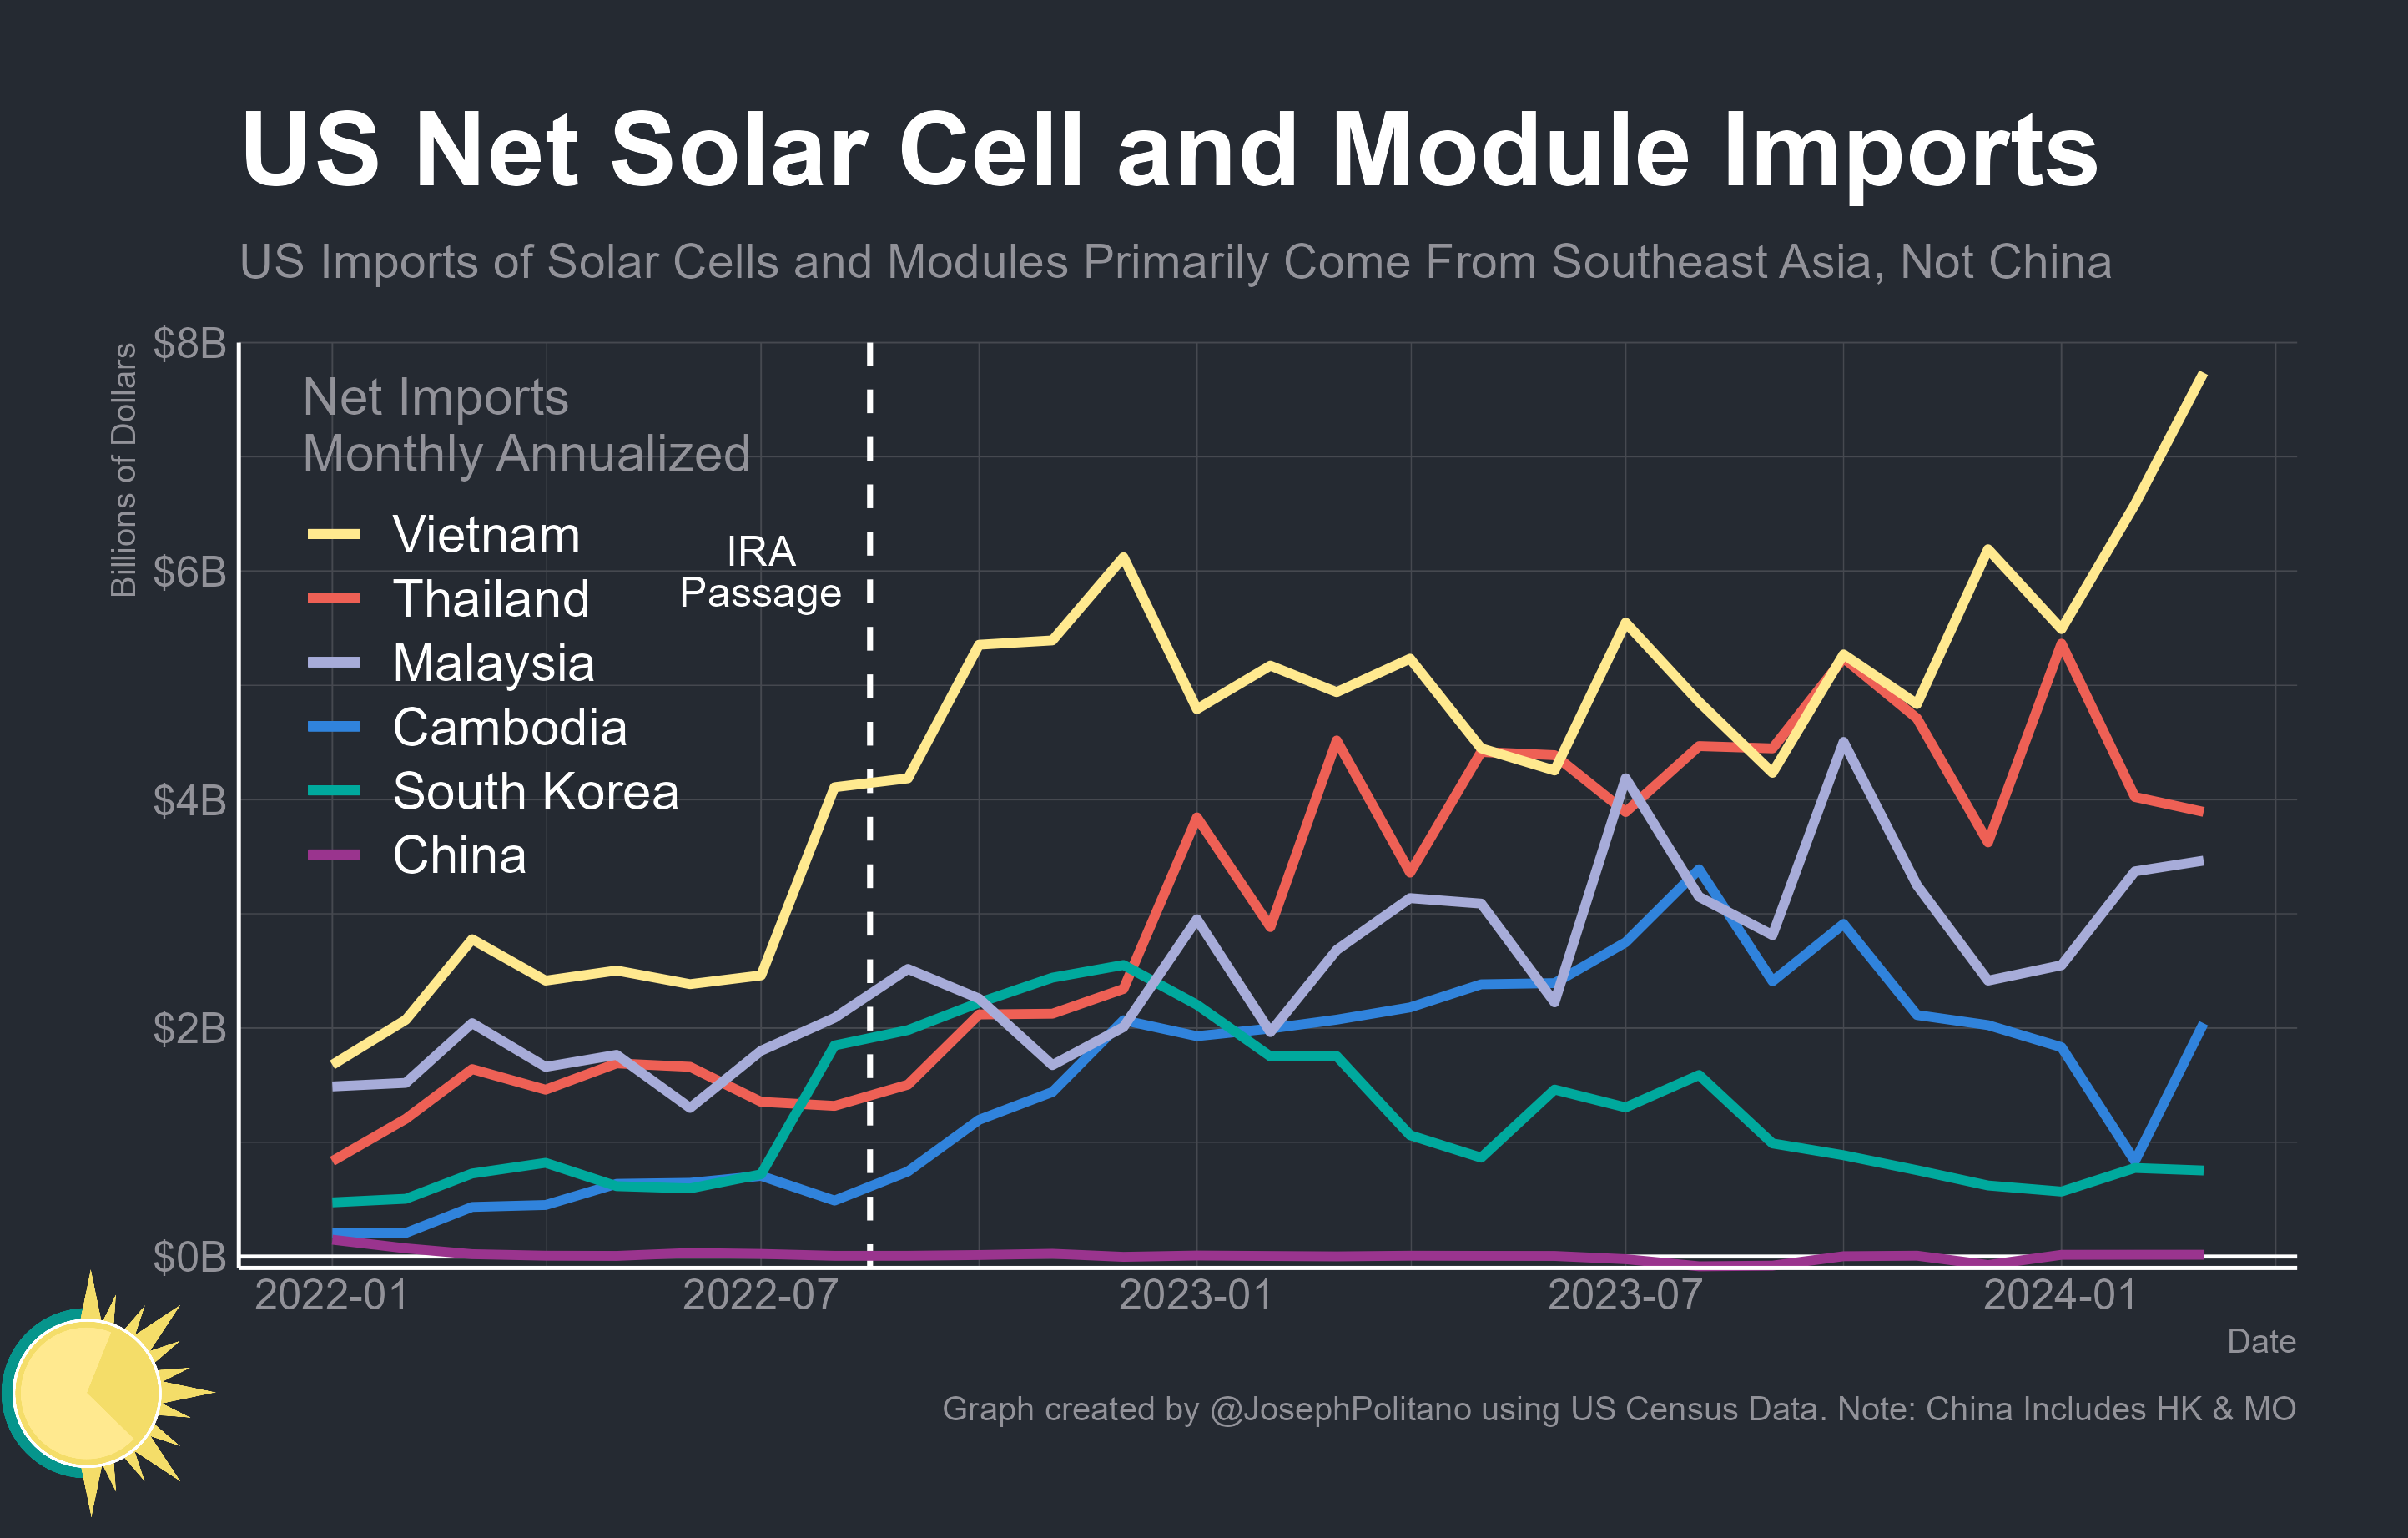 US Net Solar Cell and Module Imports
US Imports of Solar Cells and Modules Primarily Come From Southeast Asia, Not China
Billions of Dollars
$8B
$6B
$4B
$2B
$0B
Net Imports
Monthly Annualized
Vietnam
Thailand
Malaysia
Cambodia
South Korea
China
IRA
Passage
2022-01
2022-07
2023-01
2023-07
2024-01
Date
Graph created by @JosephPolitano using US Census Data. Note: China Includes HK & MO